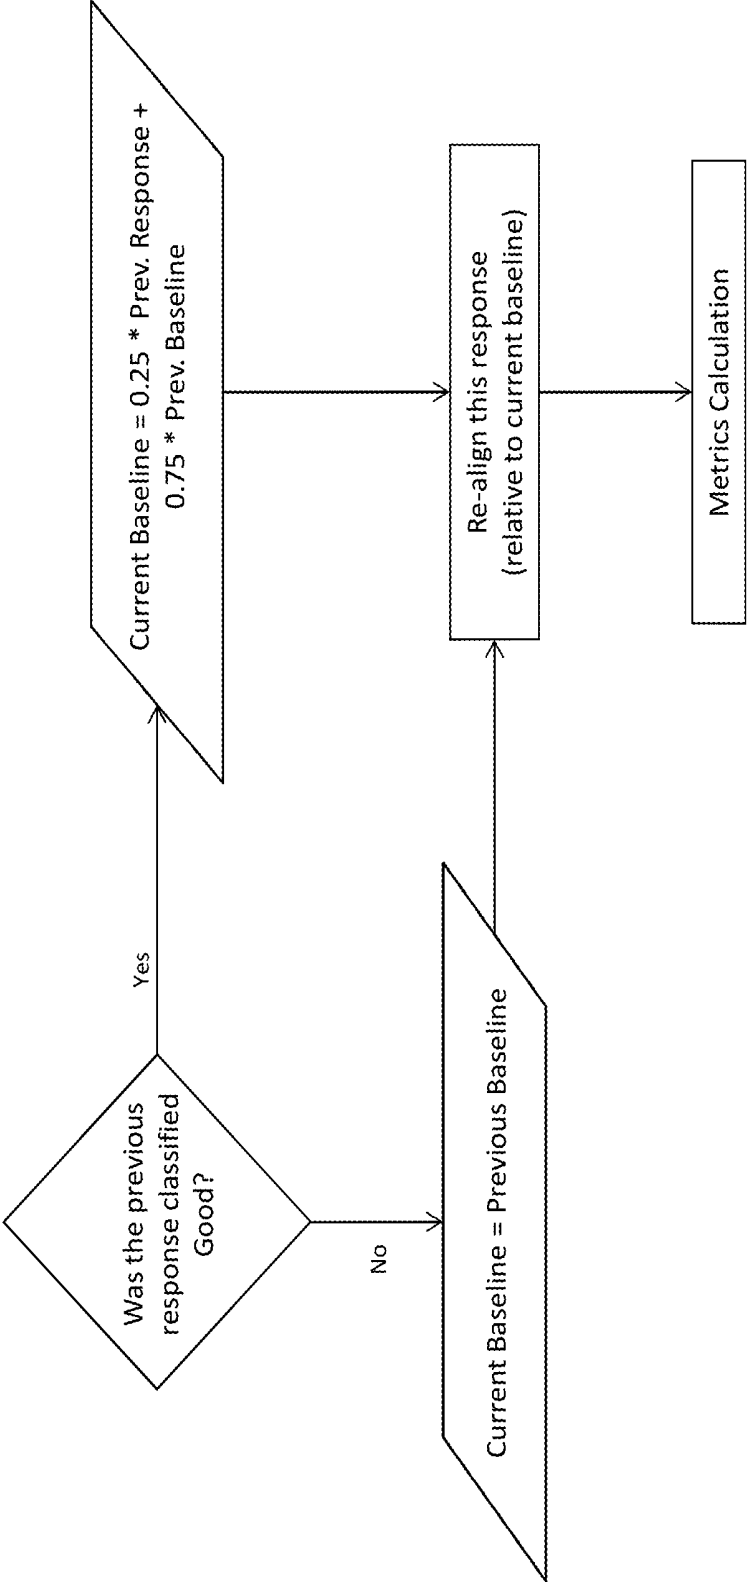 Was the previous
response classified
Good?
Yes
Current Baseline = 0.25 * Prev. Response +
0.75 * Prev. Baseline
No
Current Baseline = Previous Baseline
Re-align this response
(relative to current baseline)
Metrics Calculation